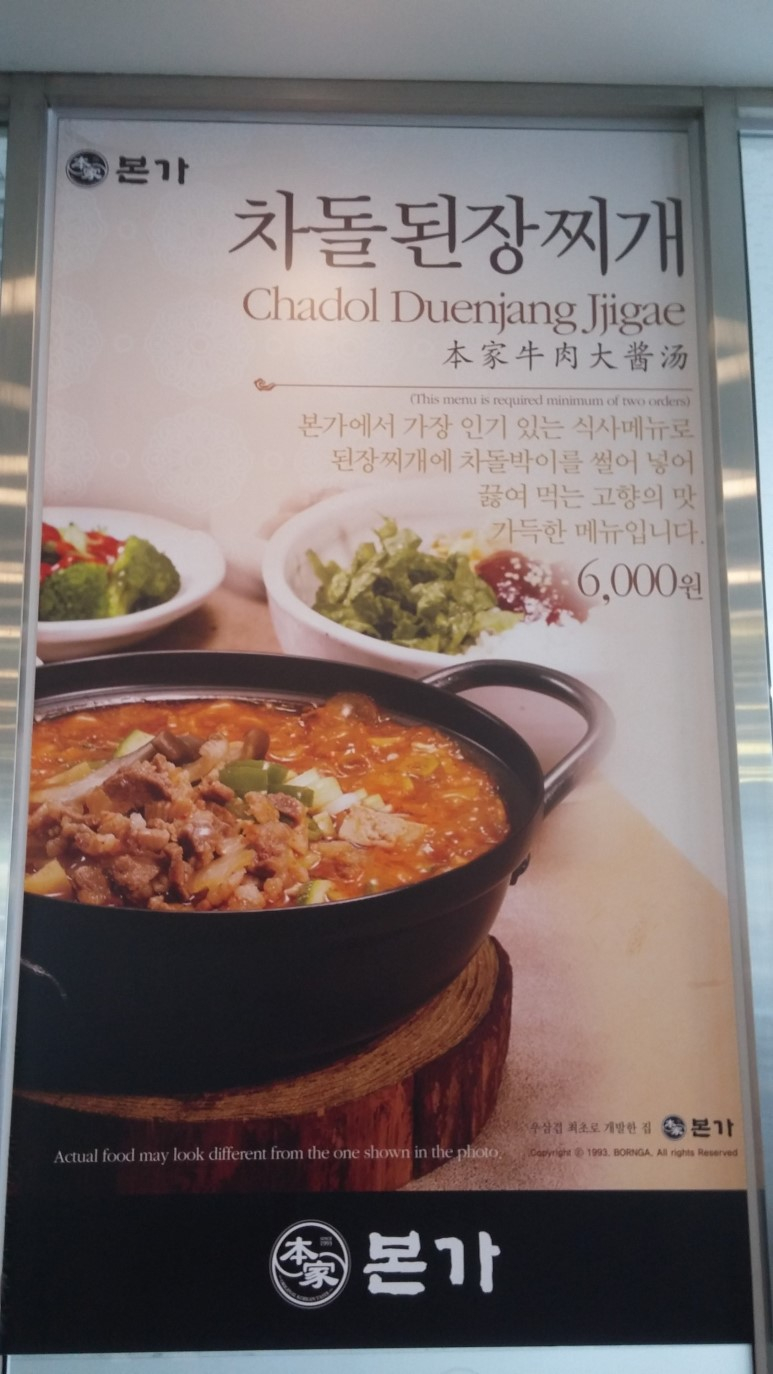 本家 본가
차돌된장찌개
Chadol Duenjang Jjigae
本家牛肉大酱汤
(This menu is required minimum of two orders)
본가에서 가장 인기 있는 식사메뉴로
된장찌개에 차돌박이를 썰어 넣어
끓여 먹는 고향의 맛
가득한 메뉴입니다.
6,000원
우삼겹 최초로 개발한 집 本家 본가
Actual food may look different from the one shown in the photo.
Copyright ⓒ 1993. BORNGA. All rights Reserved
本家 본가